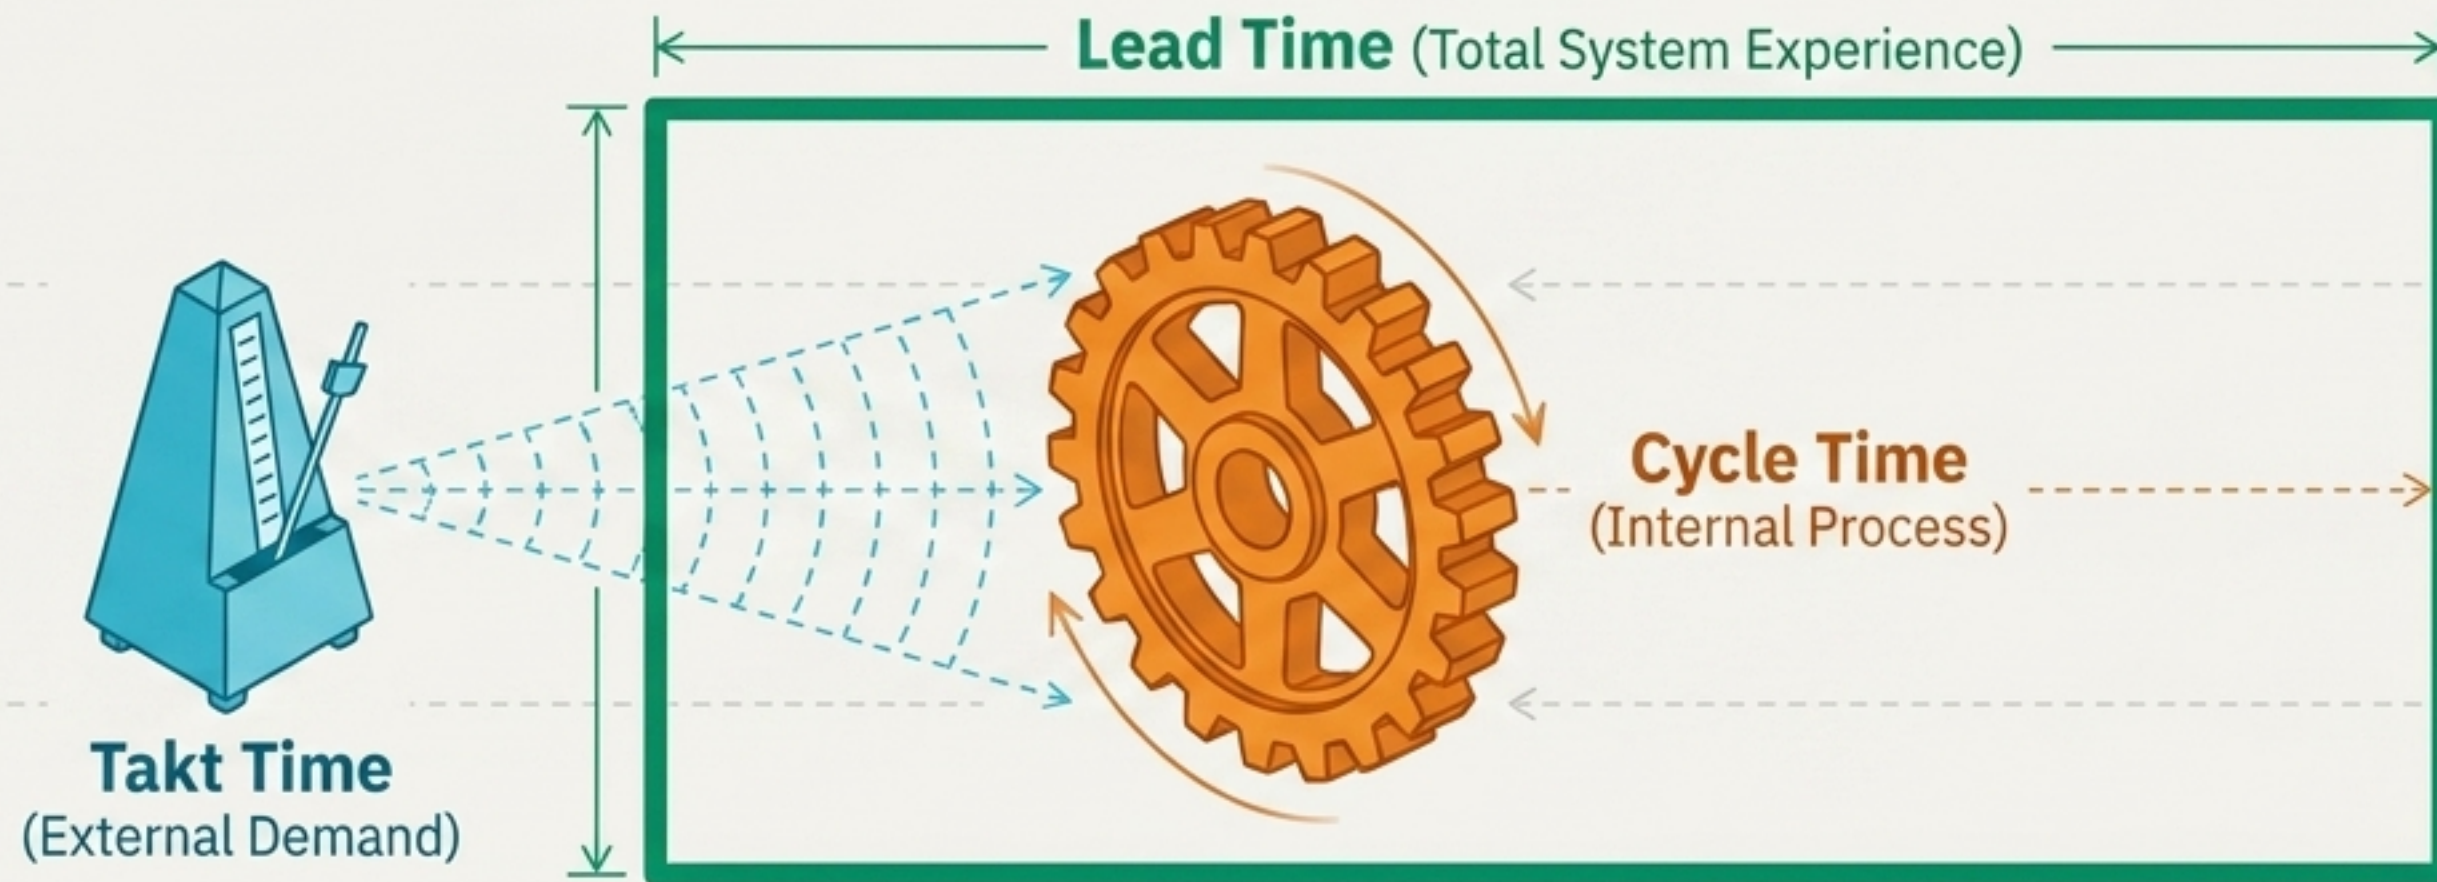 Lead Time (Total System Experience)
Cycle Time
(Internal Process)
Takt Time
(External Demand)